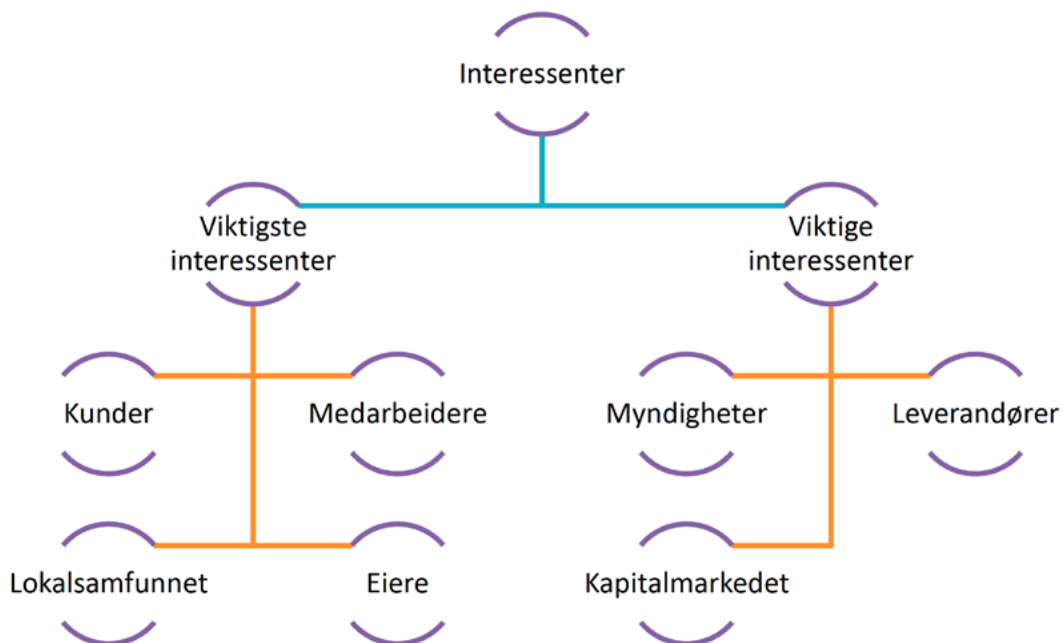 Interessenter
Viktigste
interessenter
Viktige
interessenter
Kunder
Medarbeidere
Myndigheter
Leverandører
Lokalsamfunnet
Eiere
Kapitalmarkedet